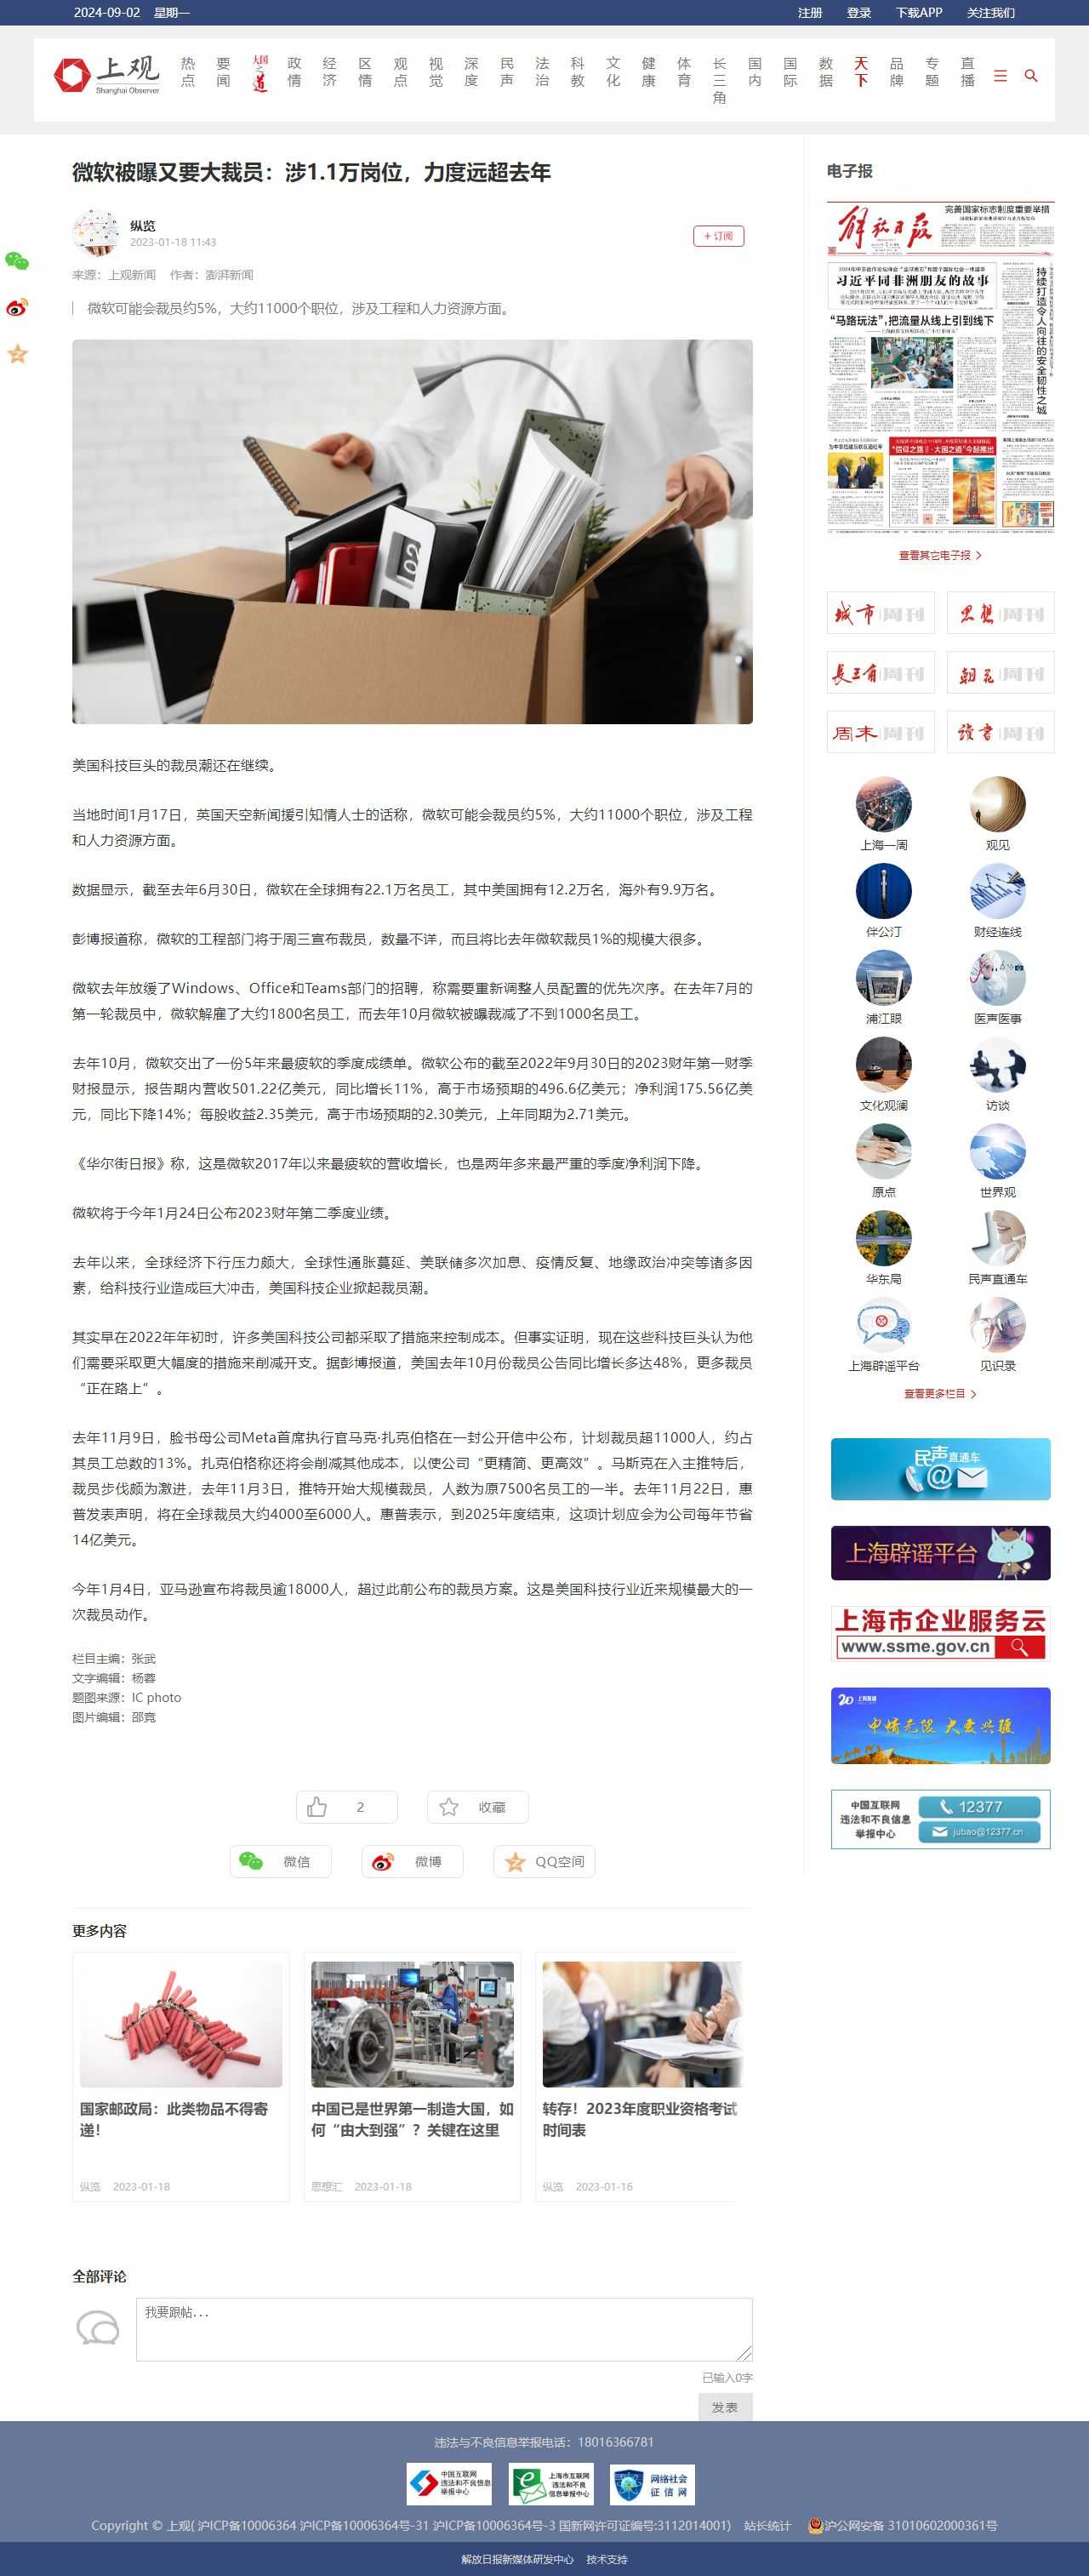 2024-09-02 星期一
注册 登录 下载APP 关注我们
上观
Shanghai Observer
热点 要闻 大国之道 政情 经济 区情 观点 视觉 深度 民声 法治 科教 文化 健康 体育 长三角 国内 国际 数据 天下 品牌 专题 直播
微软被曝又要大裁员：涉1.1万岗位，力度远超去年
纵览
2023-01-18 11:43
+ 订阅
来源：上观新闻 作者：澎湃新闻
微软可能会裁员约5%，大约11000个职位，涉及工程和人力资源方面。
02
美国科技巨头的裁员潮还在继续。
当地时间1月17日，英国天空新闻援引知情人士的话称，微软可能会裁员约5%，大约11000个职位，涉及工程
和人力资源方面。
数据显示，截至去年6月30日，微软在全球拥有22.1万名员工，其中美国拥有12.2万名，海外有9.9万名。
彭博报道称，微软的工程部门将于周三宣布裁员，数量不详，而且将比去年微软裁员1%的规模大很多。
微软去年放缓了Windows、Office和Teams部门的招聘，称需要重新调整人员配置的优先次序。在去年7月的
第一轮裁员中，微软解雇了大约1800名员工，而去年10月微软被曝裁减了不到1000名员工。
去年10月，微软交出了一份5年来最疲软的季度成绩单。微软公布的截至2022年9月30日的2023财年第一财季
财报显示，报告期内营收501.22亿美元，同比增长11%，高于市场预期的496.6亿美元；净利润175.56亿美
元，同比下降14%；每股收益2.35美元，高于市场预期的2.30美元，上年同期为2.71美元。
《华尔街日报》称，这是微软2017年以来最疲软的营收增长，也是两年多来最严重的季度净利润下降。
微软将于今年1月24日公布2023财年第二季度业绩。
去年以来，全球经济下行压力颇大，全球性通胀蔓延、美联储多次加息、疫情反复、地缘政治冲突等诸多因
素，给科技行业造成巨大冲击，美国科技企业掀起裁员潮。
其实早在2022年年初时，许多美国科技公司都采取了措施来控制成本。但事实证明，现在这些科技巨头认为他
们需要采取更大幅度的措施来削减开支。据彭博报道，美国去年10月份裁员公告同比增长多达48%，更多裁员
“正在路上”。
去年11月9日，脸书母公司Meta首席执行官马克·扎克伯格在一封公开信中公布，计划裁员超11000人，约占
其员工总数的13%。扎克伯格称还将会削减其他成本，以使公司“更精简、更高效”。马斯克在入主推特后，
裁员步伐颇为激进，去年11月3日，推特开始大规模裁员，人数为原7500名员工的一半。去年11月22日，惠
普发表声明，将在全球裁员大约4000至6000人。惠普表示，到2025年度结束，这项计划应会为公司每年节省
14亿美元。
今年1月4日，亚马逊宣布将裁员逾18000人，超过此前公布的裁员方案。这是美国科技行业近来规模最大的一
次裁员动作。
栏目主编：张武
文字编辑：杨蓉
题图来源：IC photo
图片编辑：邵竞
2 收藏
微信 微博 QQ空间
更多内容
国家邮政局：此类物品不得寄
递！
纵览 2023-01-18
中国已是世界第一制造大国，如
何“由大到强”？关键在这里
思想汇 2023-01-18
转存！2023年度职业资格考试
时间表
纵览 2023-01-16
全部评论
我要跟帖...
已输入0字
发表
电子报
解放日报
完善国家标志制度重要举措
习近平同非洲朋友的故事
“马路玩法”，把流量从线上引到线下
持续打造令人向往的安全韧性之城
“信仰之路Ⅱ·大国之道”今起推出
查看其它电子报
城市周刊 思想周刊
长三角周刊 朝花周刊
周末周刊 读书周刊
上海一周 观见
伴公汀 财经连线
浦江眼 医声医事
文化观澜 访谈
原点 世界观
华东局 民声直通车
上海辟谣平台 见识录
查看更多栏目
民声直通车
上海辟谣平台
上海市企业服务云
www.ssme.gov.cn
沪情无限 大爱兴疆
中国互联网
违法和不良信息
举报中心
12377
jubao@12377.cn
违法与不良信息举报电话：18016366781
中国互联网
违法和不良信息
举报中心
上海市互联网
违法和不良
信息举报中心
网络社会
征信网
Copyright © 上观( 沪ICP备10006364 沪ICP备10006364号-31 沪ICP备10006364号-3 国新网许可证编号:3112014001) 站长统计 沪公网安备 31010602000361号
解放日报新媒体研发中心 技术支持